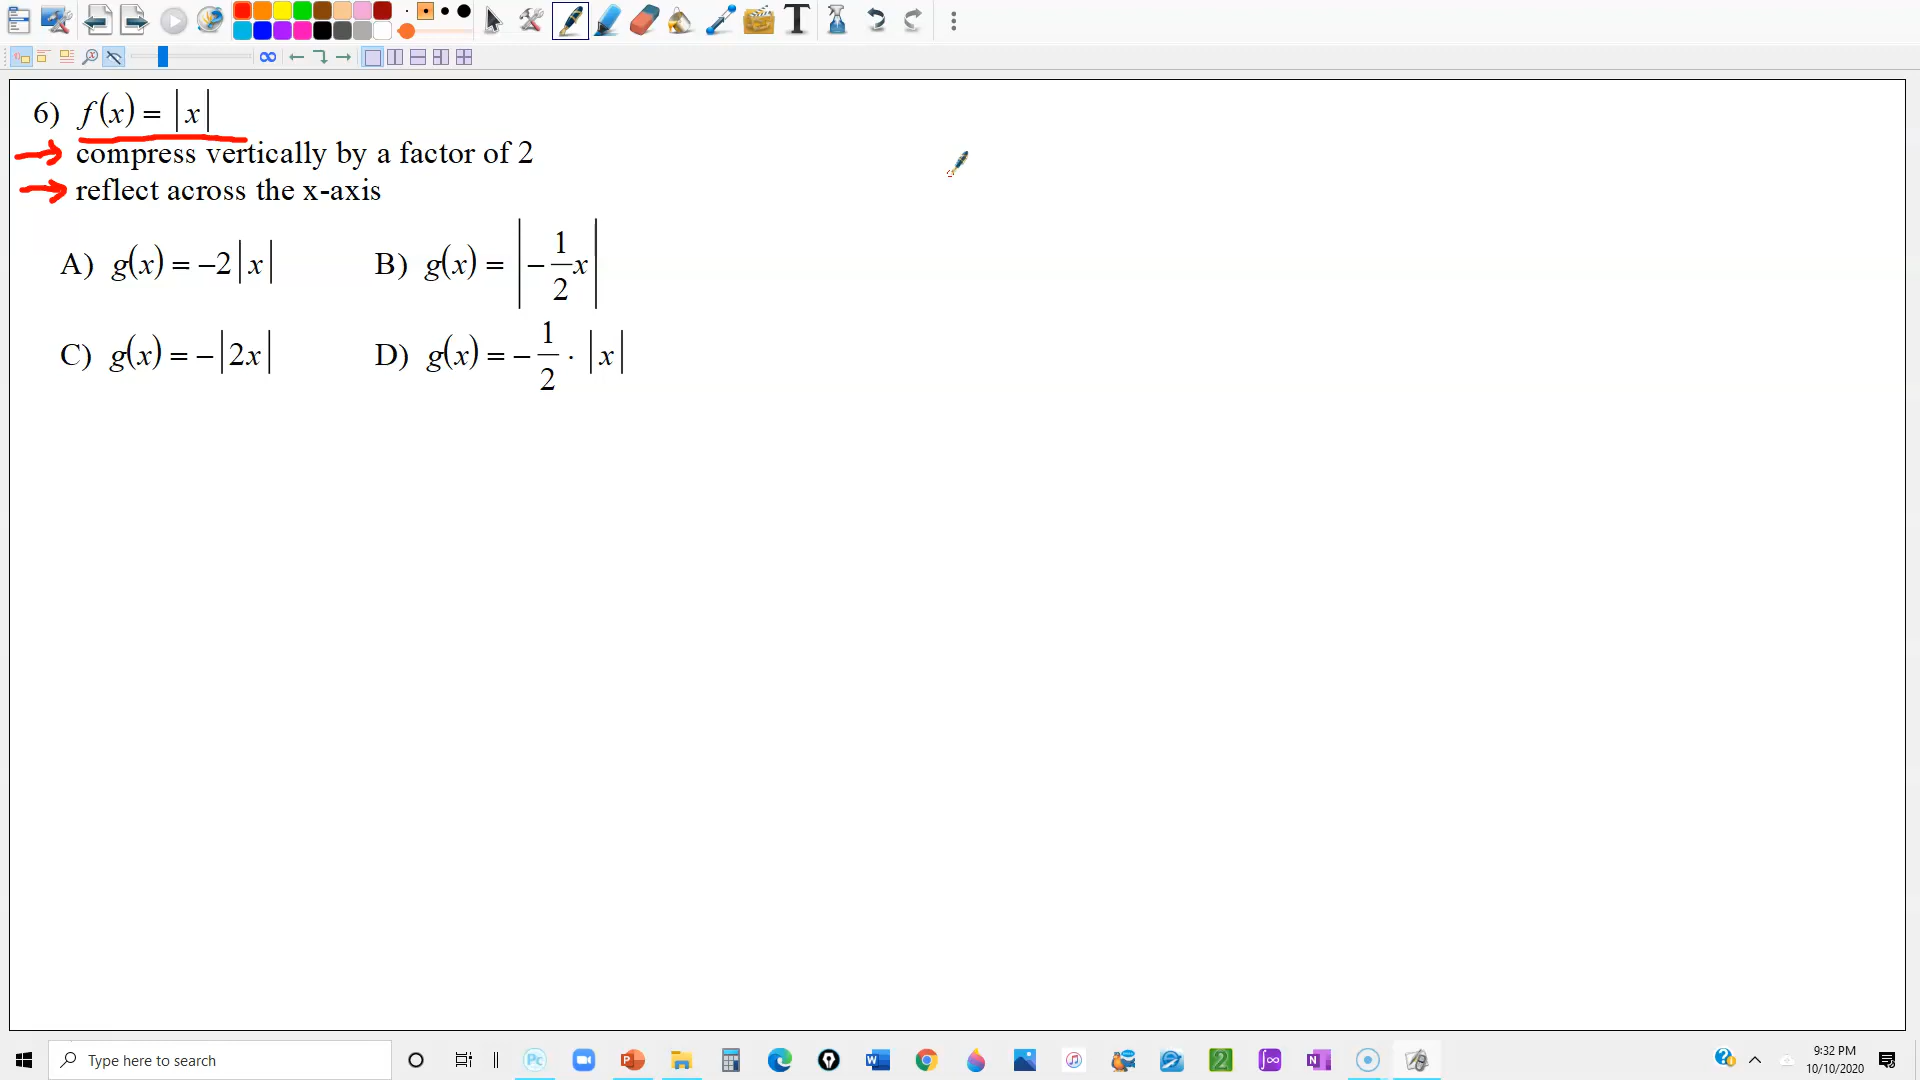 6) f(x) = |x|
compress vertically by a factor of 2
reflect across the x-axis
A) g(x) = −2|x| B) g(x) = |−1/2 x|
C) g(x) = −|2x| D) g(x) = −1/2 · |x|
Type here to search
9:32 PM
10/10/2020